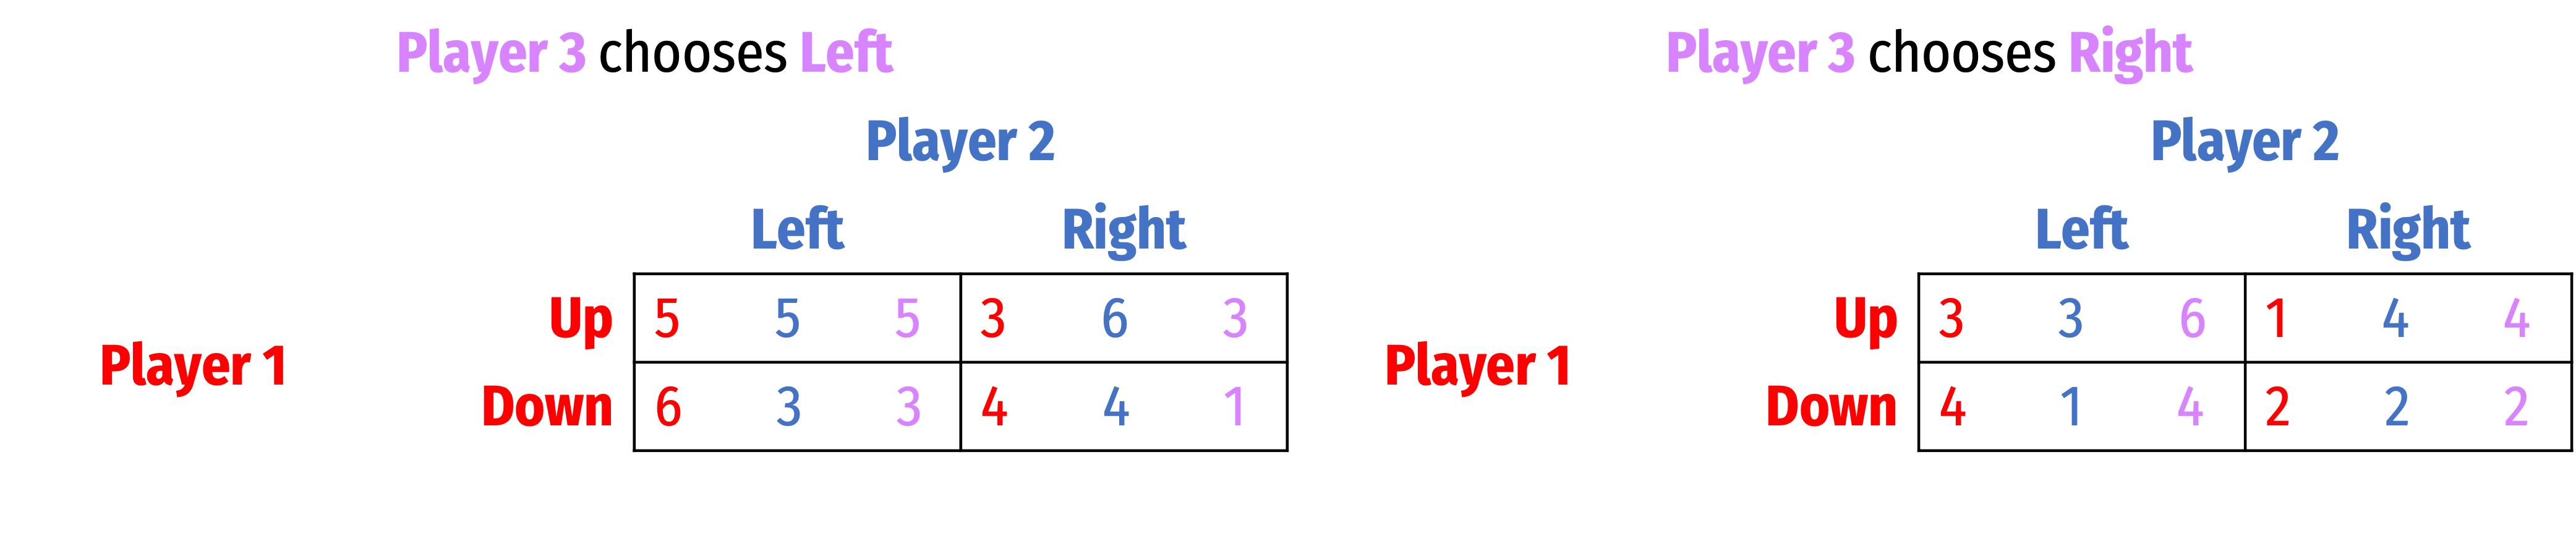 Player 3 chooses Left
Player 2
Left Right
Player 1
Up 5 5 5 3 6 3
Down 6 3 3 4 4 1
Player 3 chooses Right
Player 2
Left Right
Player 1
Up 3 3 6 1 4 4
Down 4 1 4 2 2 2